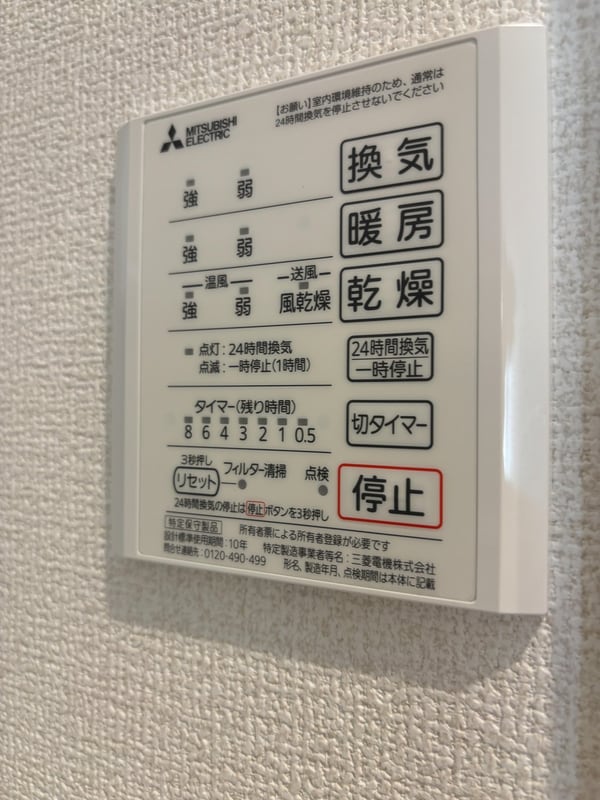 MITSUBISHI
ELECTRIC
【お願い】室内環境維持のため、通常は
24時間換気を停止させないでください
強 弱
換気
強 弱
暖房
温風 送風
強 弱 風乾燥
乾燥
点灯：24時間換気
点滅：一時停止(1時間)
24時間換気
一時停止
タイマー(残り時間)
8 6 4 3 2 1 0.5
切タイマー
3秒押し
リセット フィルター清掃 点検
停止
24時間換気の停止は停止ボタンを3秒押し
特定保守製品 所有者票による所有者登録が必要です
設計標準使用期間：10年 特定製造事業者等名：三菱電機株式会社
問合せ連絡先：0120-490-499 形名、製造年月、点検期間は本体に記載